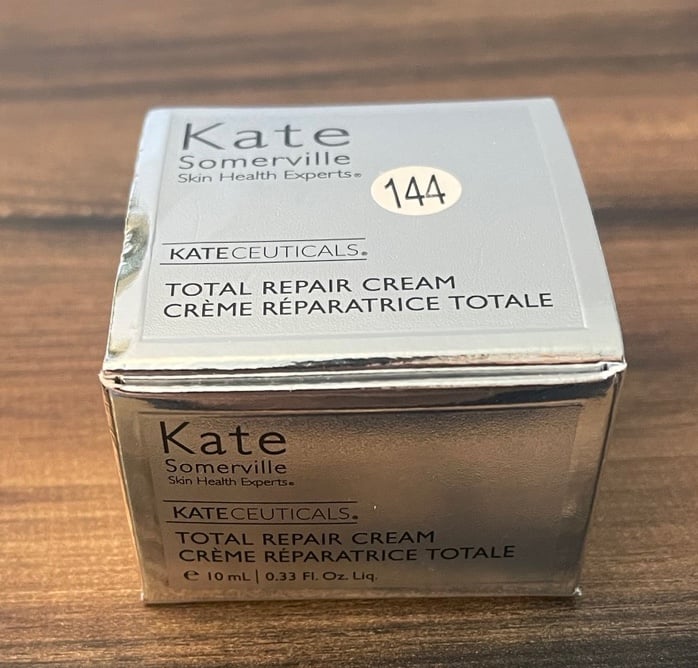 Kate
Somerville
Skin Health Experts®
144
KATECEUTICALS®
TOTAL REPAIR CREAM
CRÈME RÉPARATRICE TOTALE
Kate
Somerville
Skin Health Experts®
KATECEUTICALS®
TOTAL REPAIR CREAM
CRÈME RÉPARATRICE TOTALE
℮ 10 mL | 0.33 Fl. Oz. Liq.